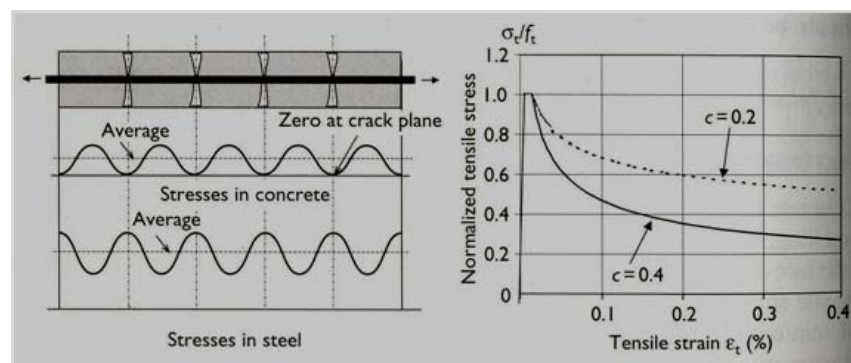 Average
Zero at crack plane
Stresses in concrete
Average
Stresses in steel
σt/ft
Normalized tensile stress
1.2
1.0
0.8
0.6
0.4
0.2
0
c = 0.2
c = 0.4
0.1
0.2
0.3
0.4
Tensile strain εt (%)